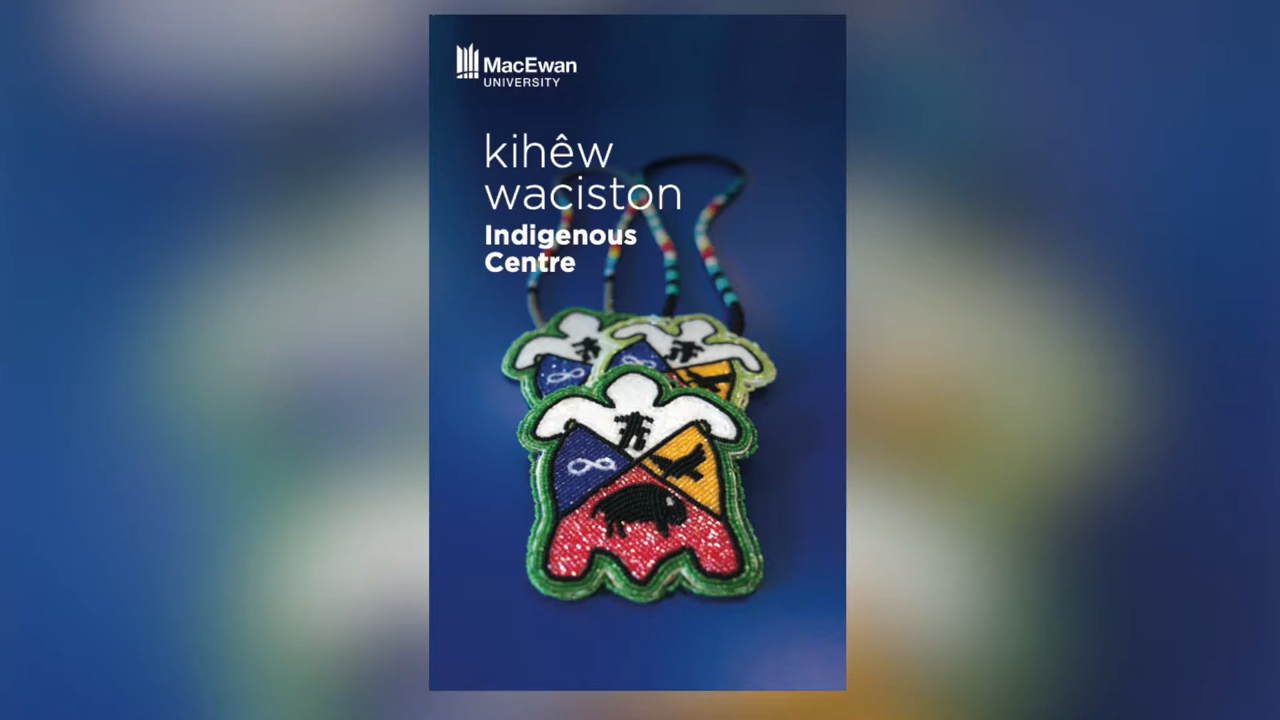 MacEwan
UNIVERSITY
kihêw
waciston
Indigenous
Centre